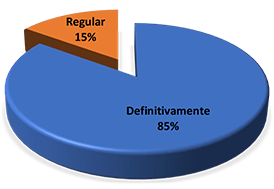 Regular
15%
Definitivamente
85%